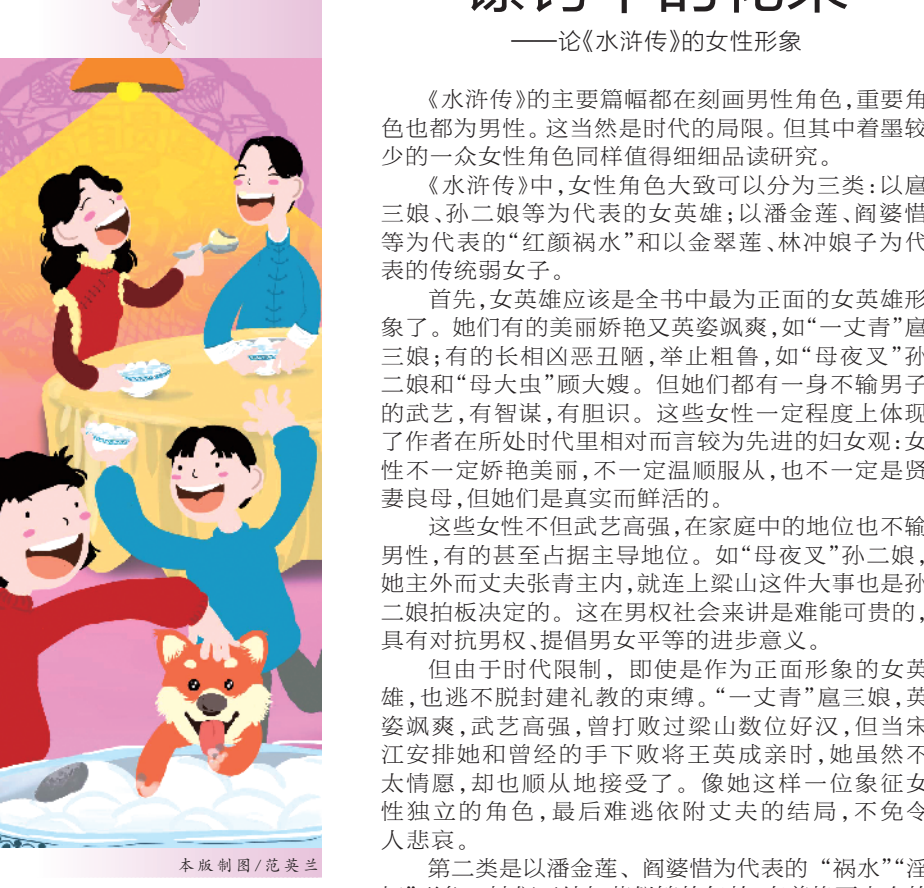 ——论《水浒传》的女性形象
《水浒传》的主要篇幅都在刻画男性角色,重要角
色也都为男性。这当然是时代的局限。但其中着墨较
少的一众女性角色同样值得细细品读研究。
《水浒传》中,女性角色大致可以分为三类:以扈
三娘、孙二娘等为代表的女英雄;以潘金莲、阎婆惜
等为代表的“红颜祸水”和以金翠莲、林冲娘子为代
表的传统弱女子。
首先,女英雄应该是全书中最为正面的女英雄形
象了。她们有的美丽娇艳又英姿飒爽,如“一丈青”扈
三娘;有的长相凶恶丑陋,举止粗鲁,如“母夜叉”孙
二娘和“母大虫”顾大嫂。但她们都有一身不输男子
的武艺,有智谋,有胆识。这些女性一定程度上体现
了作者在所处时代里相对而言较为先进的妇女观:女
性不一定娇艳美丽,不一定温顺服从,也不一定是贤
妻良母,但她们是真实而鲜活的。
这些女性不但武艺高强,在家庭中的地位也不输
男性,有的甚至占据主导地位。如“母夜叉”孙二娘,
她主外而丈夫张青主内,就连上梁山这件大事也是孙
二娘拍板决定的。这在男权社会来讲是难能可贵的,
具有对抗男权、提倡男女平等的进步意义。
但由于时代限制,即使是作为正面形象的女英
雄,也逃不脱封建礼教的束缚。“一丈青”扈三娘,英
姿飒爽,武艺高强,曾打败过梁山数位好汉,但当宋
江安排她和曾经的手下败将王英成亲时,她虽然不
太情愿,却也顺从地接受了。像她这样一位象征女
性独立的角色,最后难逃依附丈夫的结局,不免令
人悲哀。
第二类是以潘金莲、阎婆惜为代表的“祸水”“淫
本版制图/范英兰